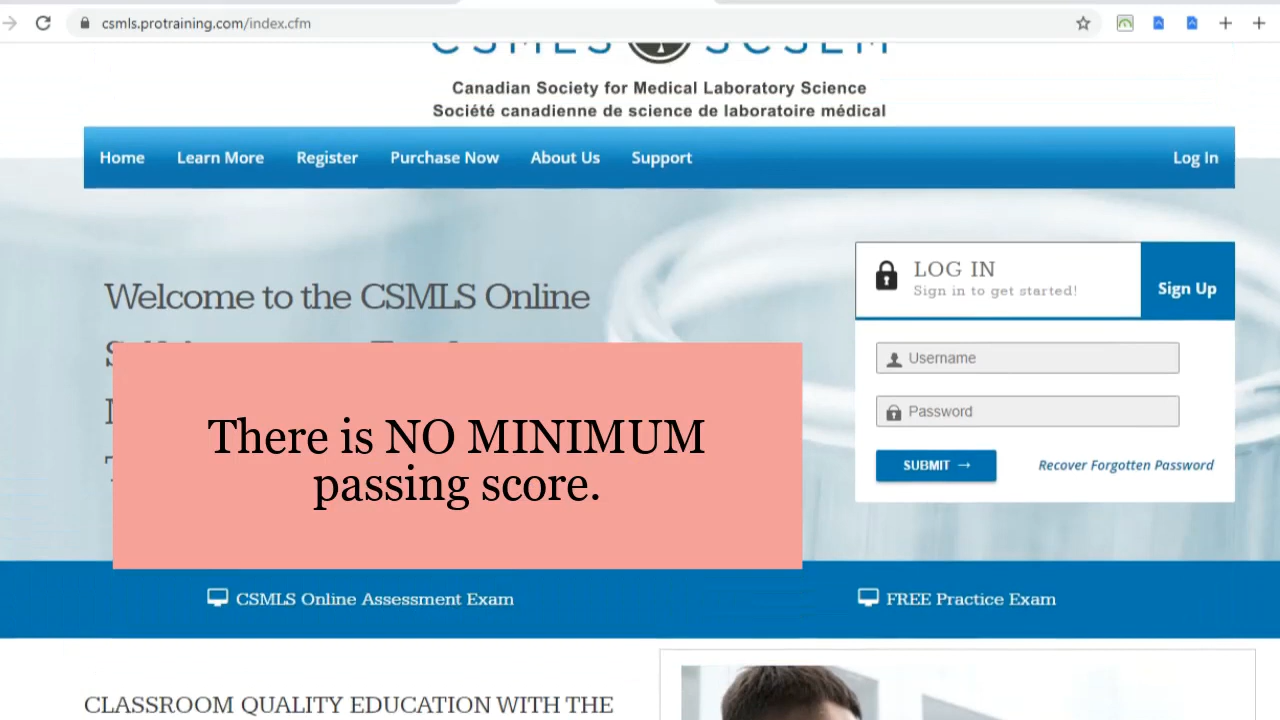 csmls.protraining.com/index.cfm
CSMLS SCSLM
Canadian Society for Medical Laboratory Science
Société canadienne de science de laboratoire médical
Home Learn More Register Purchase Now About Us Support Log In
LOG IN
Sign in to get started!
Sign Up
Welcome to the CSMLS Online
Username
Password
SUBMIT →
Recover Forgotten Password
There is NO MINIMUM
passing score.
CSMLS Online Assessment Exam
FREE Practice Exam
CLASSROOM QUALITY EDUCATION WITH THE